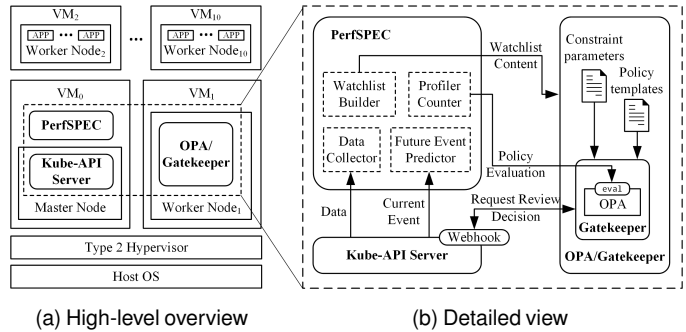 VM2
APP ••• APP
Worker Node2
•••
VM10
APP ••• APP
Worker Node10
VM0
PerfSPEC
Kube-API
Server
Master Node
VM1
OPA/
Gatekeeper
Worker Node1
Type 2 Hypervisor
Host OS
(a) High-level overview
PerfSPEC
Watchlist
Builder
Profiler
Counter
Data
Collector
Future Event
Predictor
Watchlist
Content
Constraint
parameters
Policy
templates
Policy
Evaluation
Data
Current
Event
Request Review
Decision
Webhook
Kube-API Server
eval
OPA
Gatekeeper
OPA/Gatekeeper
(b) Detailed view